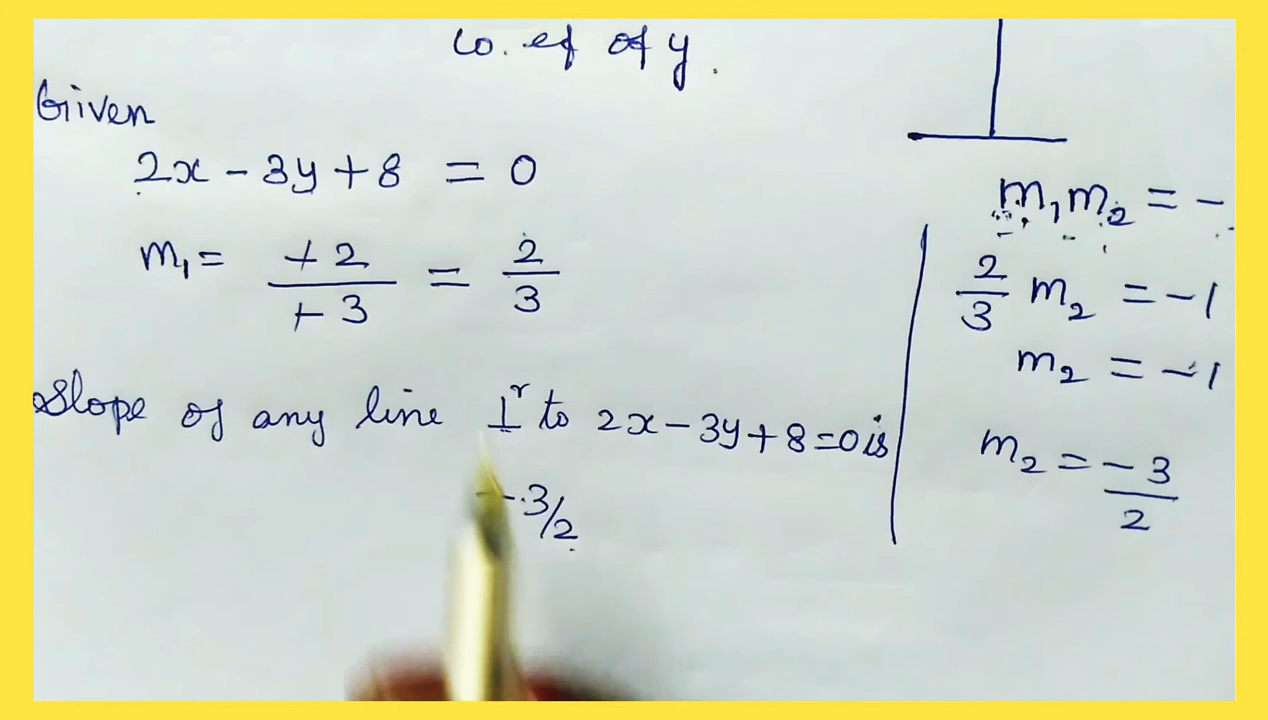 co. ef of y.
Given
2x - 3y + 8 = 0
m₁ = +2/+3 = 2/3
Slope of any line ⊥ʳ to 2x - 3y + 8 = 0 is
-3/2
m₁m₂ = -
2/3 m₂ = -1
m₂ = -1
m₂ = -3/2